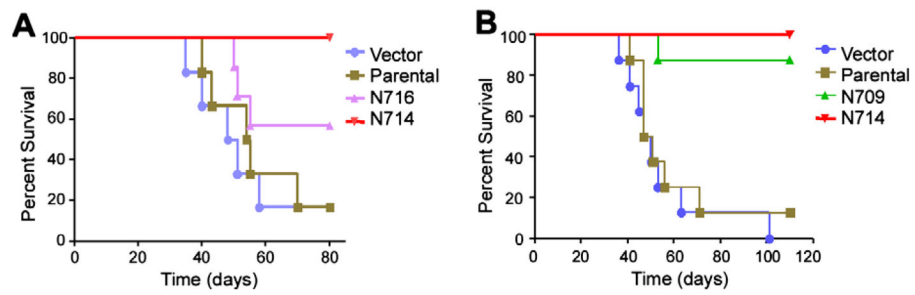 A
Percent Survival
100
80
60
40
20
0
0 20 40 60 80
Time (days)
Vector
Parental
N716
N714
B
Percent Survival
100
80
60
40
20
0
0 20 40 60 80 100 120
Time (days)
Vector
Parental
N709
N714